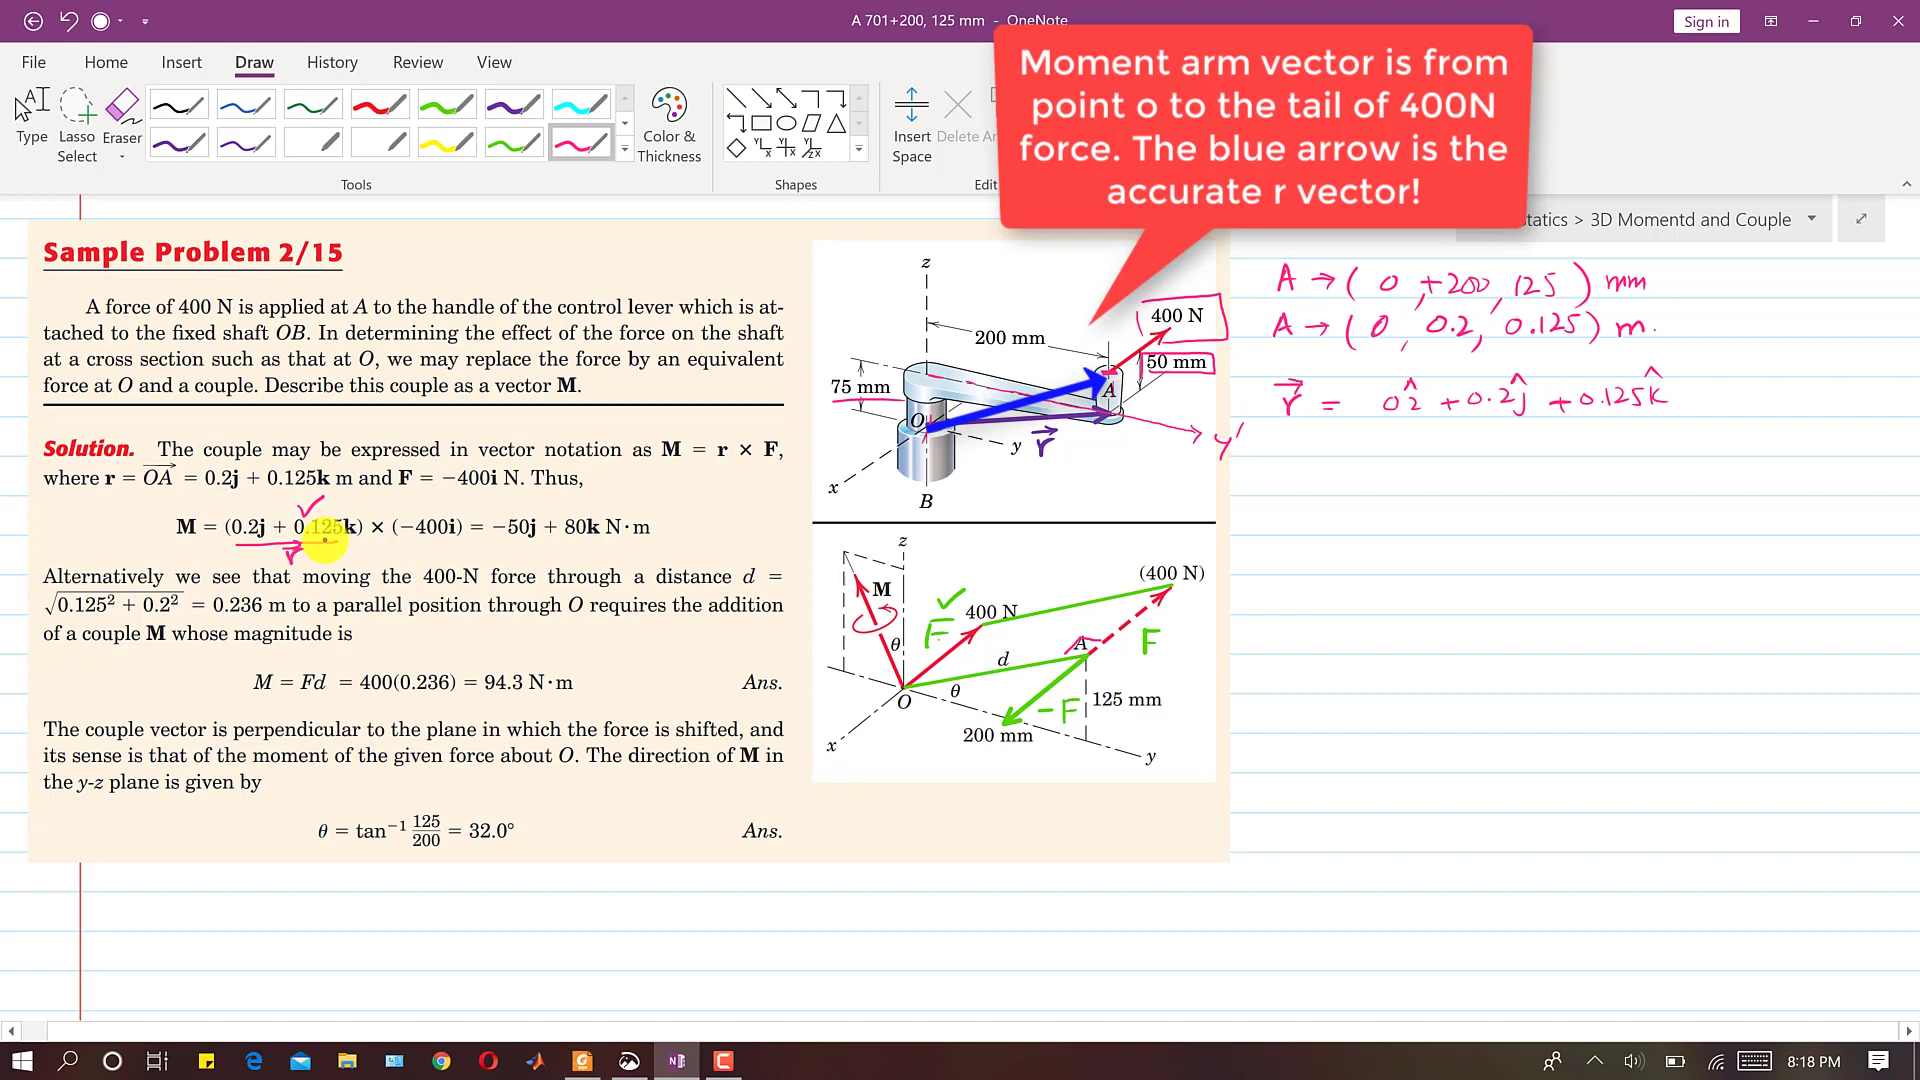 A 701+200, 125 mm - OneNote
Sign in
File Home Insert Draw History Review View
Type
Lasso Select
Eraser
Color & Thickness
Insert Space
Delete
Tools
Shapes
Edit
Moment arm vector is from
point o to the tail of 400N
force. The blue arrow is the
accurate r vector!
tatics > 3D Momentd and Couple
Sample Problem 2/15
A force of 400 N is applied at A to the handle of the control lever which is at-
tached to the fixed shaft OB. In determining the effect of the force on the shaft
at a cross section such as that at O, we may replace the force by an equivalent
force at O and a couple. Describe this couple as a vector M.
Solution. The couple may be expressed in vector notation as M = r × F,
where r = OA = 0.2j + 0.125k m and F = −400i N. Thus,
M = (0.2j + 0.125k) × (−400i) = −50j + 80k N·m
r
Alternatively we see that moving the 400-N force through a distance d =
√0.125² + 0.2² = 0.236 m to a parallel position through O requires the addition
of a couple M whose magnitude is
M = Fd = 400(0.236) = 94.3 N·m Ans.
The couple vector is perpendicular to the plane in which the force is shifted, and
its sense is that of the moment of the given force about O. The direction of M in
the y-z plane is given by
θ = tan⁻¹ 125/200 = 32.0° Ans.
z
400 N
200 mm
50 mm
75 mm
A
O
y
r
y'
x
B
z
(400 N)
M
400 N
F
A
F
θ
d
θ
O
−F
125 mm
200 mm
x
y
A → ( 0 , +200 , 125 ) mm
A → ( 0 , 0.2 , 0.125 ) m.
r = 0i + 0.2j + 0.125k
8:18 PM